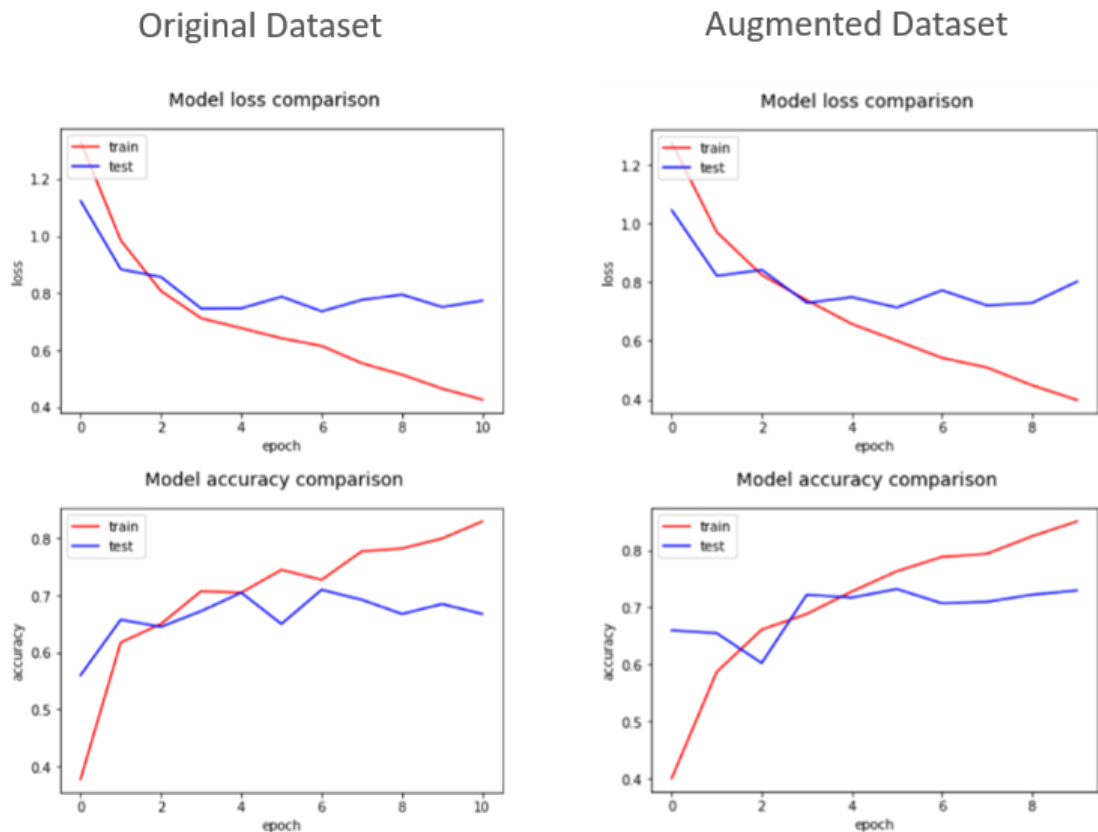 Original Dataset
Augmented Dataset
Model loss comparison
train
test
1.2
1.0
0.8
0.6
0.4
loss
0 2 4 6 8 10
epoch
Model loss comparison
train
test
1.2
1.0
0.8
0.6
0.4
loss
0 2 4 6 8
epoch
Model accuracy comparison
train
test
0.8
0.7
0.6
0.5
0.4
accuracy
0 2 4 6 8 10
epoch
Model accuracy comparison
train
test
0.8
0.7
0.6
0.5
0.4
accuracy
0 2 4 6 8
epoch